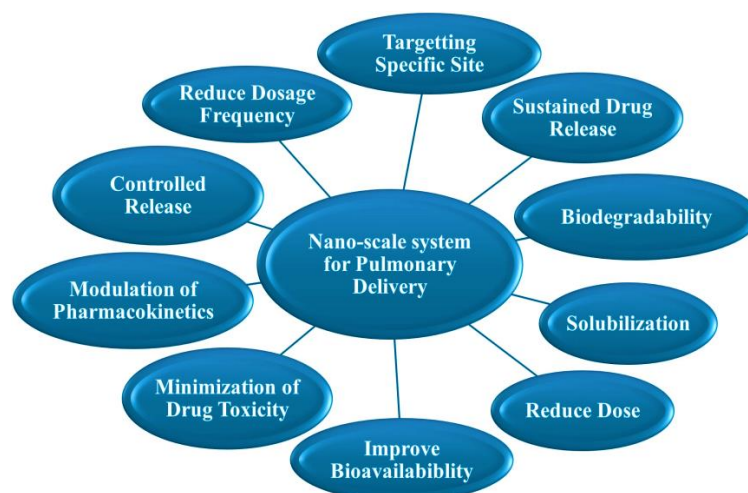 Targetting
Specific Site
Reduce Dosage
Frequency
Sustained Drug
Release
Controlled
Release
Biodegradability
Nano-scale system
for Pulmonary
Delivery
Modulation of
Pharmacokinetics
Solubilization
Minimization of
Drug Toxicity
Reduce Dose
Improve
Bioavailabiblity